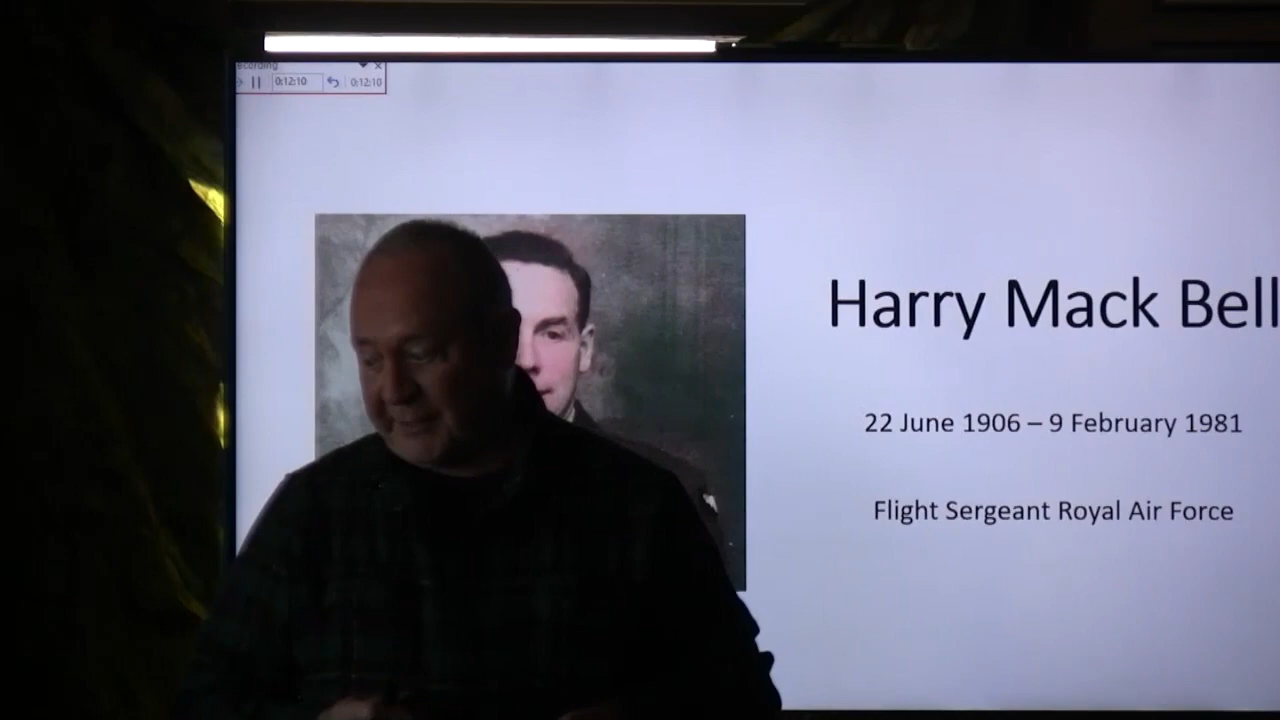 ecording
0:12:10 0:12:10
Harry Mack Bell
22 June 1906 – 9 February 1981
Flight Sergeant Royal Air Force